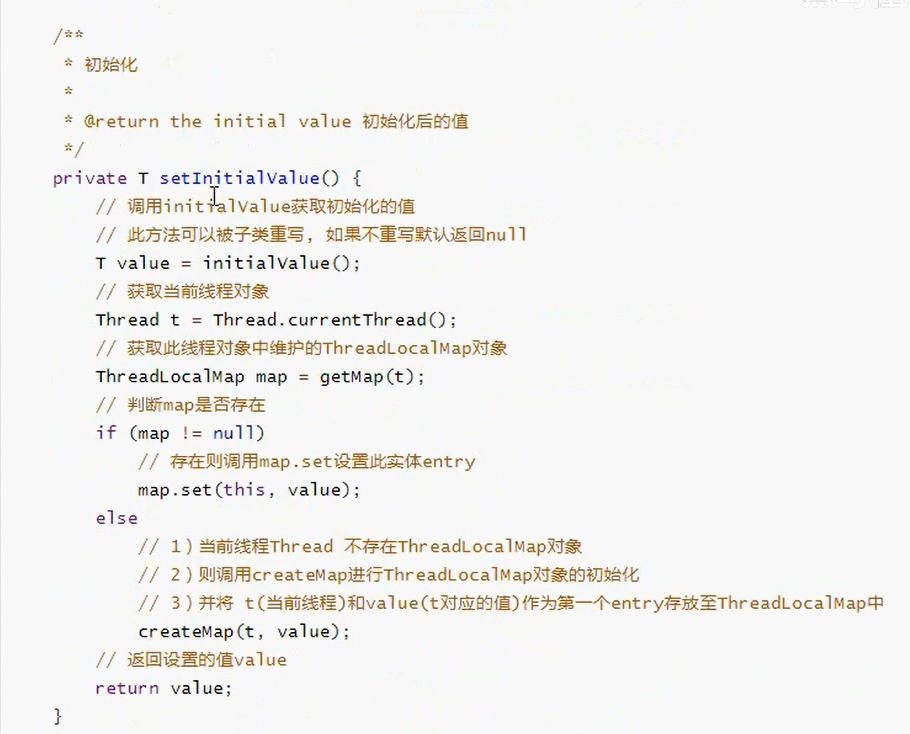 /**
 * 初始化
 *
 * @return the initial value 初始化后的值
 */
private T setInitialValue() {
    // 调用initialValue获取初始化的值
    // 此方法可以被子类重写, 如果不重写默认返回null
    T value = initialValue();
    // 获取当前线程对象
    Thread t = Thread.currentThread();
    // 获取此线程对象中维护的ThreadLocalMap对象
    ThreadLocalMap map = getMap(t);
    // 判断map是否存在
    if (map != null)
        // 存在则调用map.set设置此实体entry
        map.set(this, value);
    else
        // 1）当前线程Thread 不存在ThreadLocalMap对象
        // 2）则调用createMap进行ThreadLocalMap对象的初始化
        // 3）并将 t(当前线程)和value(t对应的值)作为第一个entry存放至ThreadLocalMap中
        createMap(t, value);
    // 返回设置的值value
    return value;
}